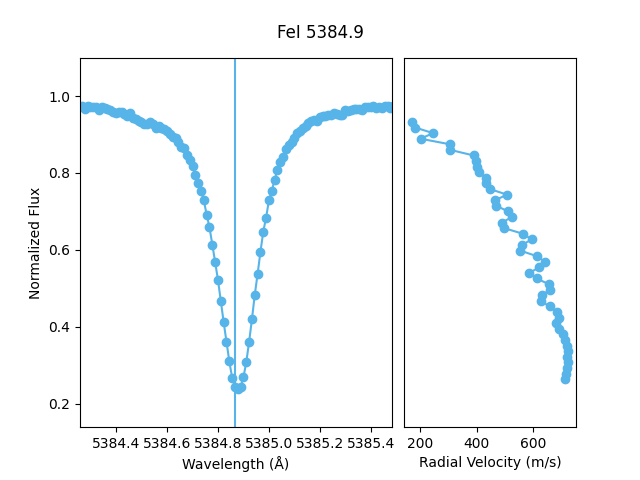 FeI 5384.9
Normalized Flux
1.0
0.8
0.6
0.4
0.2
5384.4 5384.6 5384.8 5385.0 5385.2 5385.4
Wavelength (Å)
200 400 600
Radial Velocity (m/s)